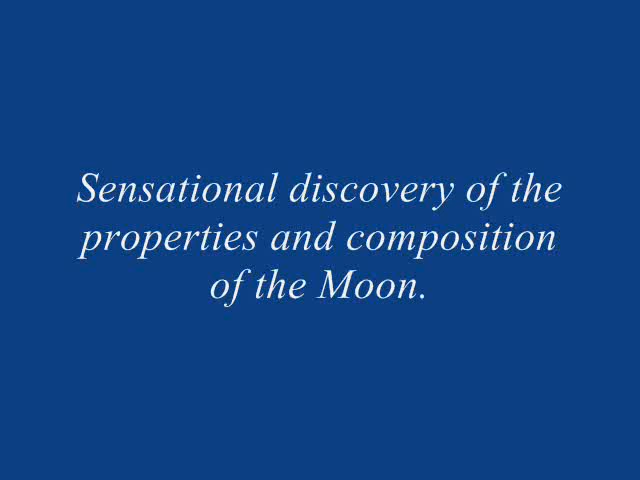 Sensational discovery of the
properties and composition
of the Moon.